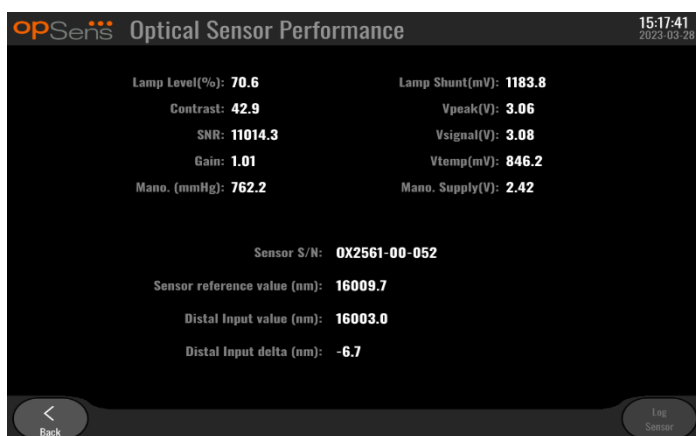 opSens Optical Sensor Performance 15:17:41
2023-03-28
Lamp Level(%): 70.6 Lamp Shunt(mV): 1183.8
Contrast: 42.9 Vpeak(V): 3.06
SNR: 11014.3 Vsignal(V): 3.08
Gain: 1.01 Vtemp(mV): 846.2
Mano. (mmHg): 762.2 Mano. Supply(V): 2.42
Sensor S/N: OX2561-00-052
Sensor reference value (nm): 16009.7
Distal Input value (nm): 16003.0
Distal Input delta (nm): -6.7
< Log
Back Sensor